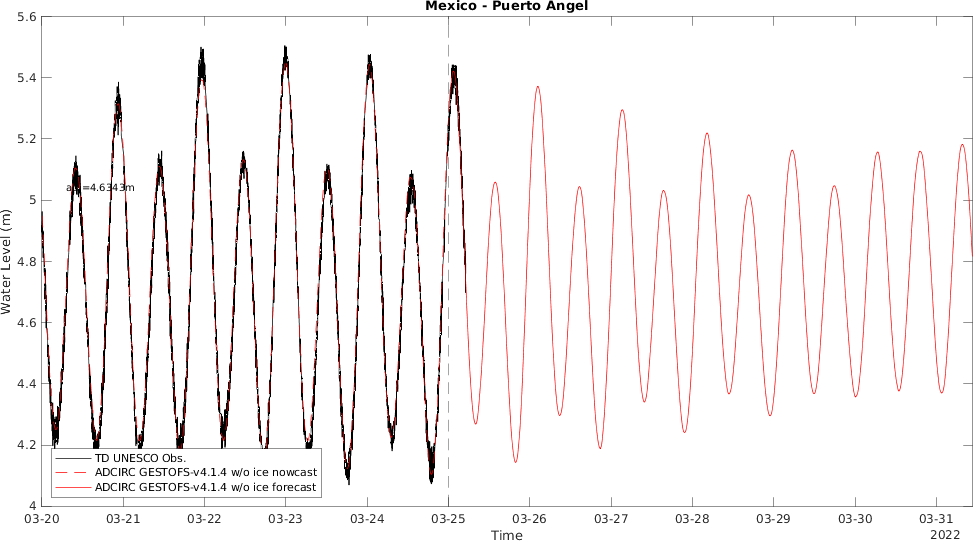 Mexico - Puerto Angel
5.6
5.4
5.2
5
4.8
4.6
4.4
4.2
4
Water Level (m)
=4.6343m
TD UNESCO Obs.
ADCIRC GESTOFS-v4.1.4 w/o ice nowcast
ADCIRC GESTOFS-v4.1.4 w/o ice forecast
03-20 03-21 03-22 03-23 03-24 03-25 03-26 03-27 03-28 03-29 03-30 03-31
Time
2022